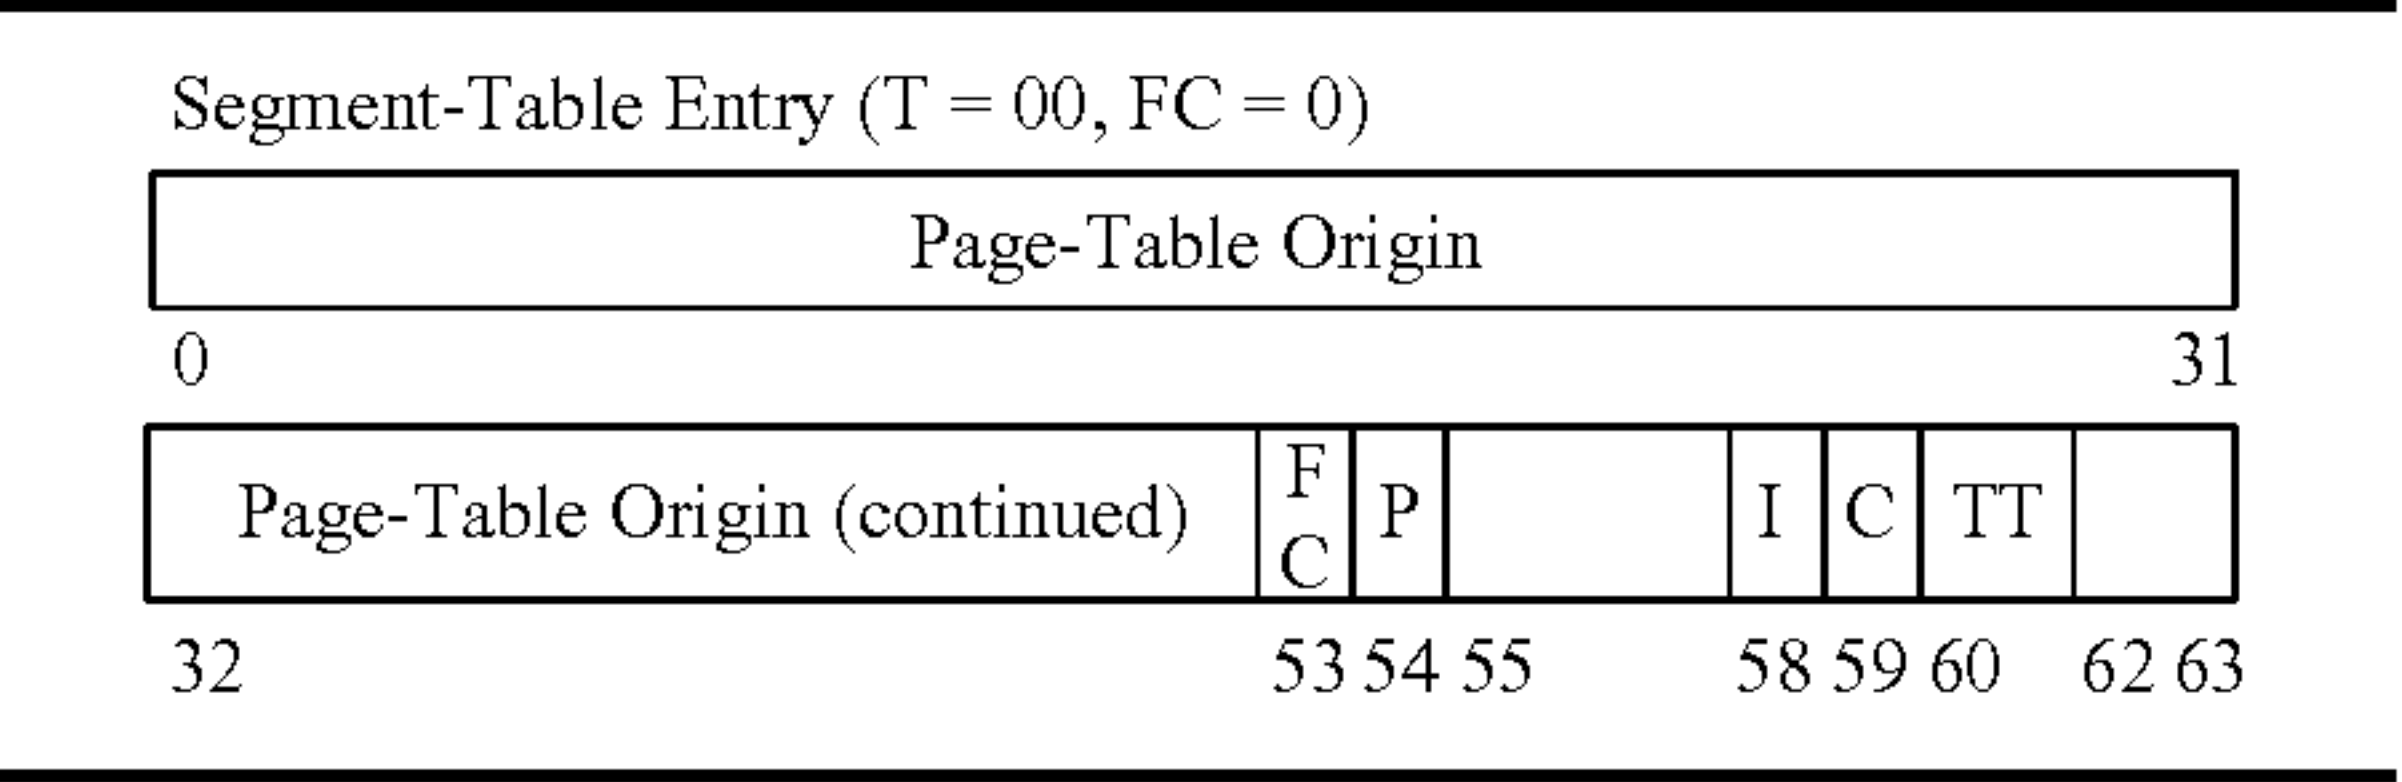 Segment-Table Entry (T = 00, FC = 0)
Page-Table Origin
0 31
Page-Table Origin (continued) F C P I C TT
32 53 54 55 58 59 60 62 63